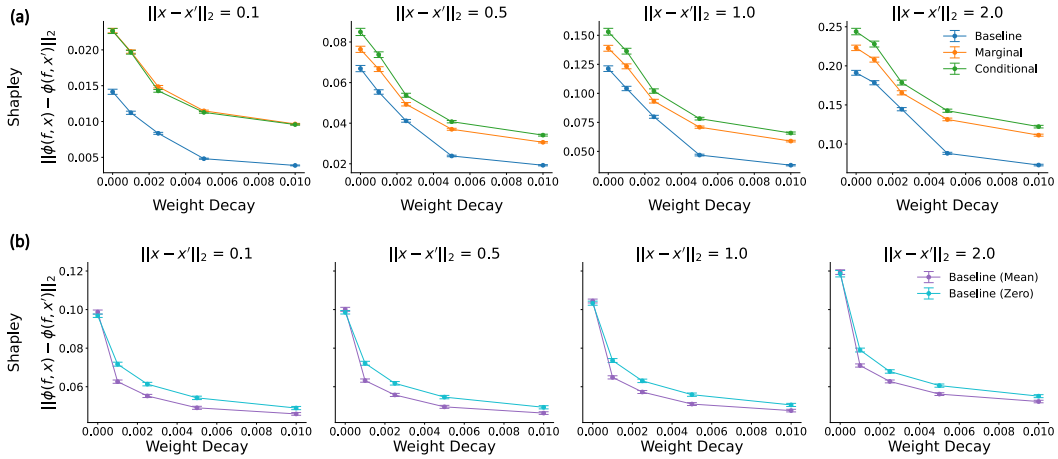 (a)
||x − x′||₂ = 0.1
||x − x′||₂ = 0.5
||x − x′||₂ = 1.0
||x − x′||₂ = 2.0
Shapley
||ϕ(f, x) − ϕ(f, x′)||₂
0.020
0.015
0.010
0.005
0.08
0.06
0.04
0.02
0.150
0.125
0.100
0.075
0.050
0.25
0.20
0.15
0.10
Baseline
Marginal
Conditional
0.000 0.002 0.004 0.006 0.008 0.010
0.000 0.002 0.004 0.006 0.008 0.010
0.000 0.002 0.004 0.006 0.008 0.010
0.000 0.002 0.004 0.006 0.008 0.010
Weight Decay
Weight Decay
Weight Decay
Weight Decay
(b)
||x − x′||₂ = 0.1
||x − x′||₂ = 0.5
||x − x′||₂ = 1.0
||x − x′||₂ = 2.0
Shapley
||ϕ(f, x) − ϕ(f, x′)||₂
0.12
0.10
0.08
0.06
Baseline (Mean)
Baseline (Zero)
0.000 0.002 0.004 0.006 0.008 0.010
0.000 0.002 0.004 0.006 0.008 0.010
0.000 0.002 0.004 0.006 0.008 0.010
0.000 0.002 0.004 0.006 0.008 0.010
Weight Decay
Weight Decay
Weight Decay
Weight Decay